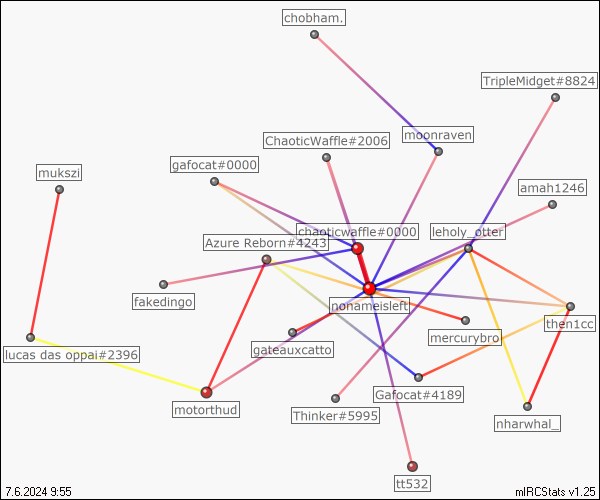 chobham.
TripleMidget#8824
moonraven
ChaoticWaffle#2006
gafocat#0000
mukszi
amah1246
chaoticwaffle#0000
leholy_otter
Azure Reborn#4243
fakedingo
nonameisleft
then1cc
mercurybro
gateauxcatto
lucas das oppai#2396
Gafocat#4189
motorthud
Thinker#5995
nharwhal_
tt532
7.6.2024 9:55
mIRCStats v1.25